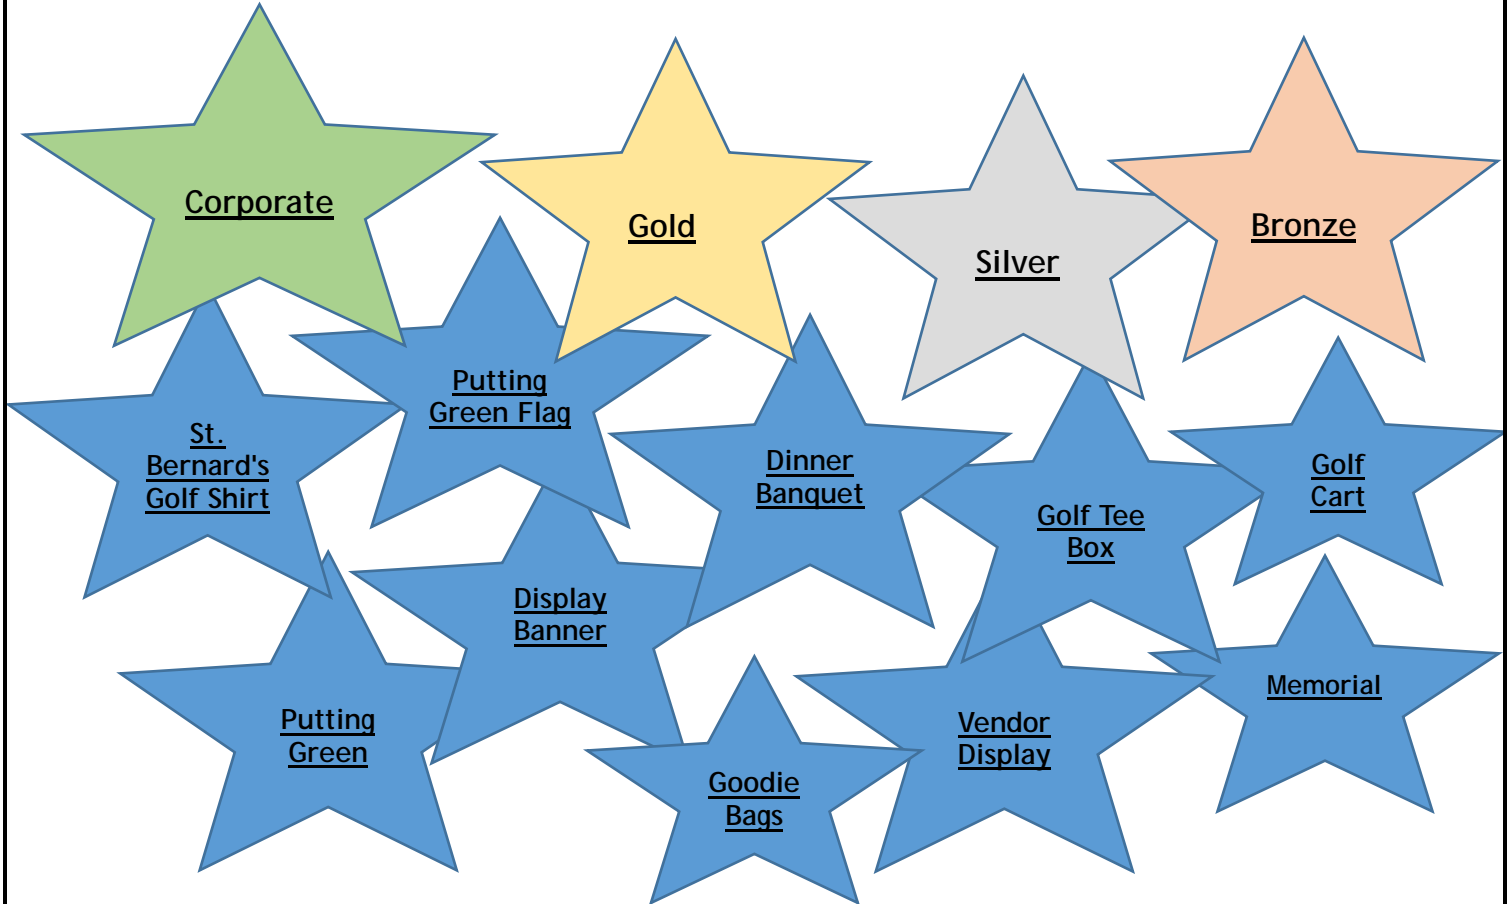 Corporate
Gold
Silver
Bronze
Putting
Green Flag
St.
Bernard's
Golf Shirt
Dinner
Banquet
Golf Tee
Box
Golf
Cart
Display
Banner
Memorial
Putting
Green
Vendor
Display
Goodie
Bags